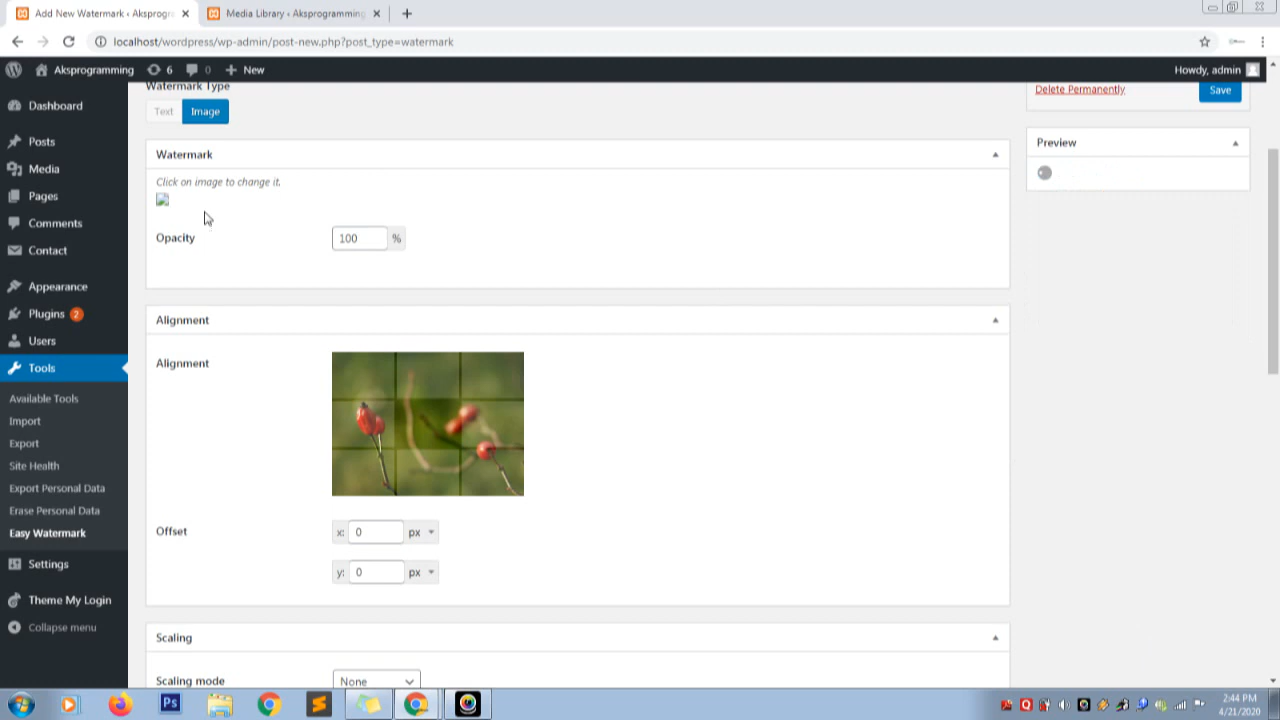 Add New Watermark ‹ Aksprogra
Media Library ‹ Aksprogramming
localhost/wordpress/wp-admin/post-new.php?post_type=watermark
Aksprogramming 6 0 New
Howdy, admin
Dashboard
Posts
Media
Pages
Comments
Contact
Appearance
Plugins 2
Users
Tools
Available Tools
Import
Export
Site Health
Export Personal Data
Erase Personal Data
Easy Watermark
Settings
Theme My Login
Collapse menu
Watermark Type
Text Image
Watermark
Click on image to change it.
Opacity 100 %
Alignment
Alignment
Offset x: 0 px
y: 0 px
Scaling
Scaling mode None
Delete Permanently Save
Preview
Ps
2:44 PM
4/21/2020